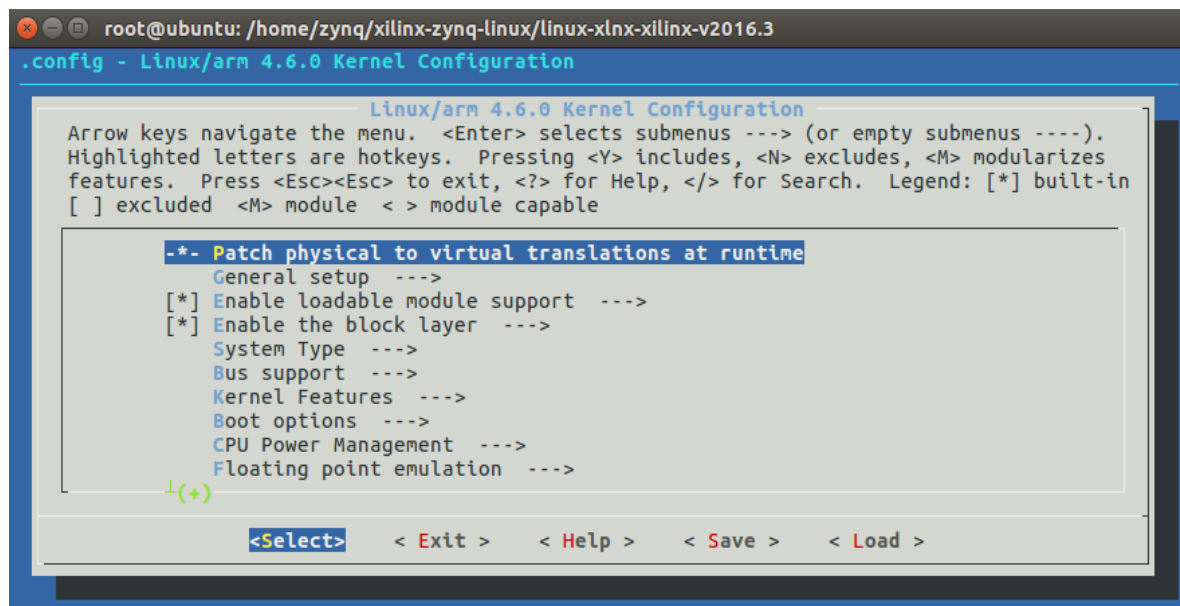 root@ubuntu: /home/zynq/xilinx-zynq-linux/linux-xlnx-xilinx-v2016.3
.config - Linux/arm 4.6.0 Kernel Configuration
Linux/arm 4.6.0 Kernel Configuration
Arrow keys navigate the menu.  <Enter> selects submenus ---> (or empty submenus ----).
Highlighted letters are hotkeys.  Pressing <Y> includes, <N> excludes, <M> modularizes
features.  Press <Esc><Esc> to exit, <?> for Help, </> for Search.  Legend: [*] built-in
[ ] excluded  <M> module  < > module capable
-*- Patch physical to virtual translations at runtime
General setup  --->
[*] Enable loadable module support  --->
[*] Enable the block layer  --->
System Type  --->
Bus support  --->
Kernel Features  --->
Boot options  --->
CPU Power Management  --->
Floating point emulation  --->
┴(+)
<Select>    < Exit >    < Help >    < Save >    < Load >